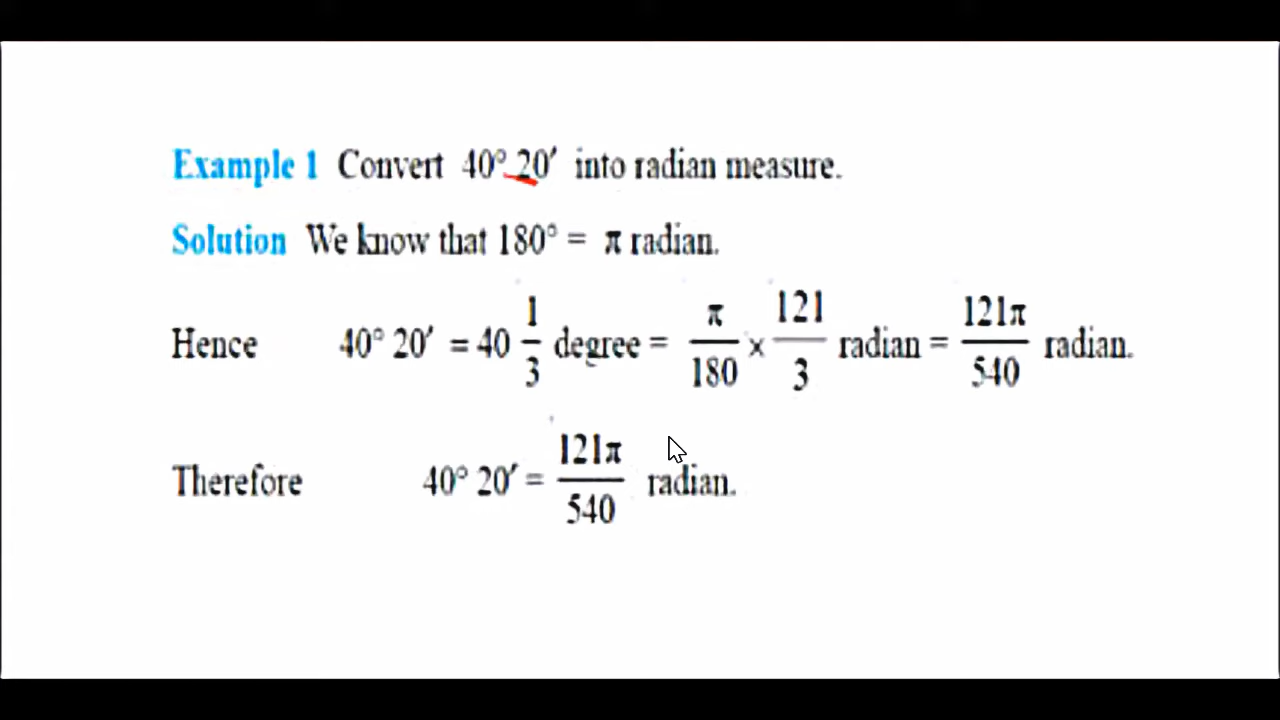 Example 1 Convert 40° 20′ into radian measure.
Solution We know that 180° = π radian.
Hence 40° 20′ = 40 1/3 degree = π/180 × 121/3 radian = 121π/540 radian.
Therefore 40° 20′ = 121π/540 radian.